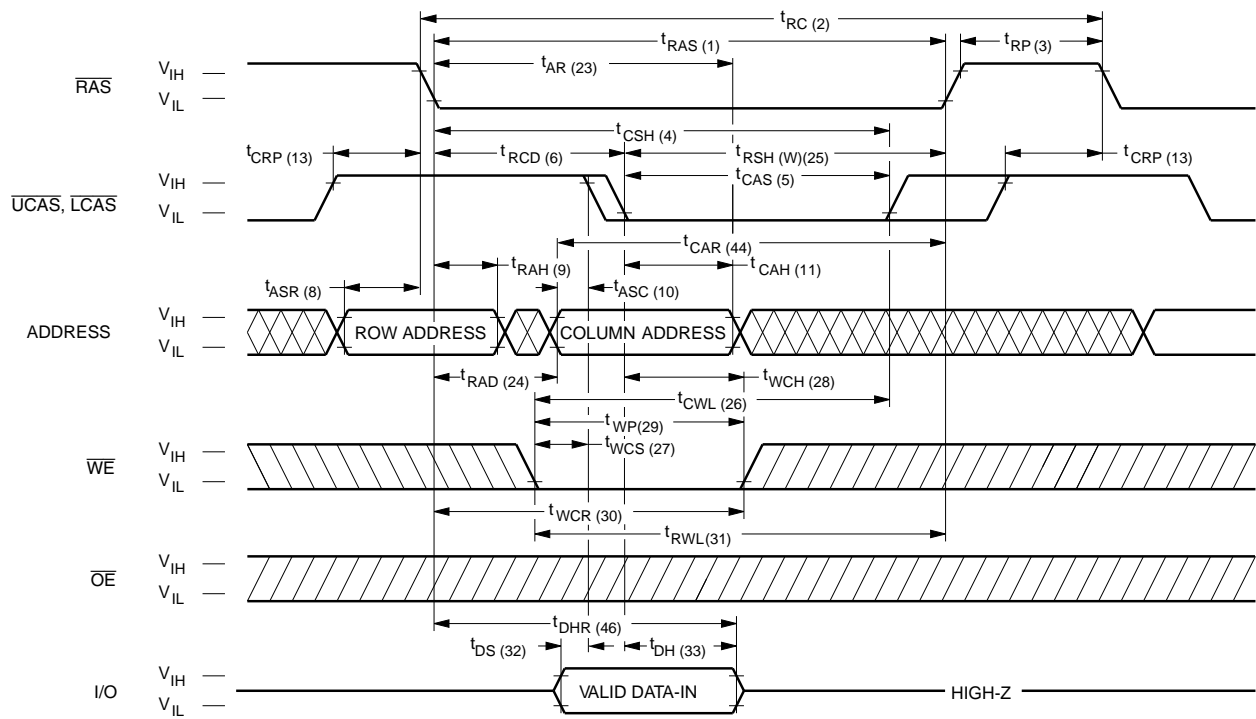 tRC (2)
tRAS (1)
tRP (3)
tAR (23)
RAS
VIH
VIL
tCSH (4)
tCRP (13)
tRCD (6)
tRSH (W)(25)
tCRP (13)
tCAS (5)
UCAS, LCAS
VIH
VIL
tCAR (44)
tRAH (9)
tCAH (11)
tASR (8)
tASC (10)
ADDRESS
VIH
VIL
ROW ADDRESS
COLUMN ADDRESS
tRAD (24)
tWCH (28)
tCWL (26)
tWP(29)
tWCS (27)
WE
VIH
VIL
tWCR (30)
tRWL(31)
OE
VIH
VIL
tDHR (46)
tDS (32)
tDH (33)
I/O
VIH
VIL
VALID DATA-IN
HIGH-Z